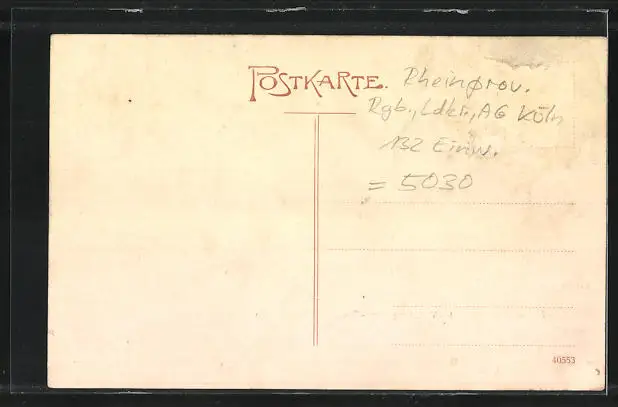 POSTKARTE. Rheinprov.
Rgb., Ldkr., AG Köln
132 Einw.
= 5030
40553